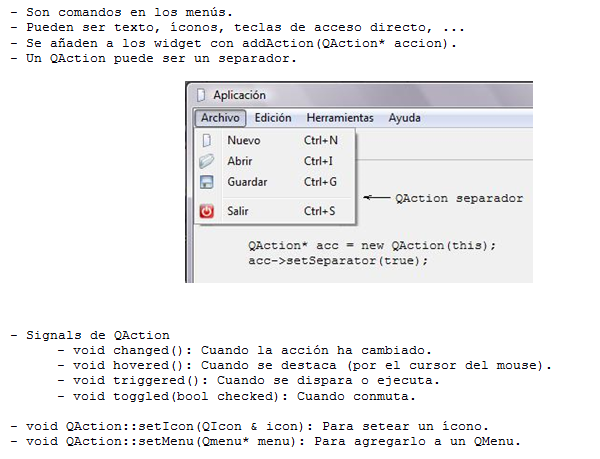 - Son comandos en los menús.
- Pueden ser texto, íconos, teclas de acceso directo, ...
- Se añaden a los widget con addAction(QAction* accion).
- Un QAction puede ser un separador.
Aplicación
Archivo Edición Herramientas Ayuda
Nuevo Ctrl+N
Abrir Ctrl+I
Guardar Ctrl+G
QAction separador
Salir Ctrl+S
QAction* acc = new QAction(this);
acc->setSeparator(true);
- Signals de QAction
- void changed(): Cuando la acción ha cambiado.
- void hovered(): Cuando se destaca (por el cursor del mouse).
- void triggered(): Cuando se dispara o ejecuta.
- void toggled(bool checked): Cuando conmuta.
- void QAction::setIcon(QIcon & icon): Para setear un ícono.
- void QAction::setMenu(Qmenu* menu): Para agregarlo a un QMenu.